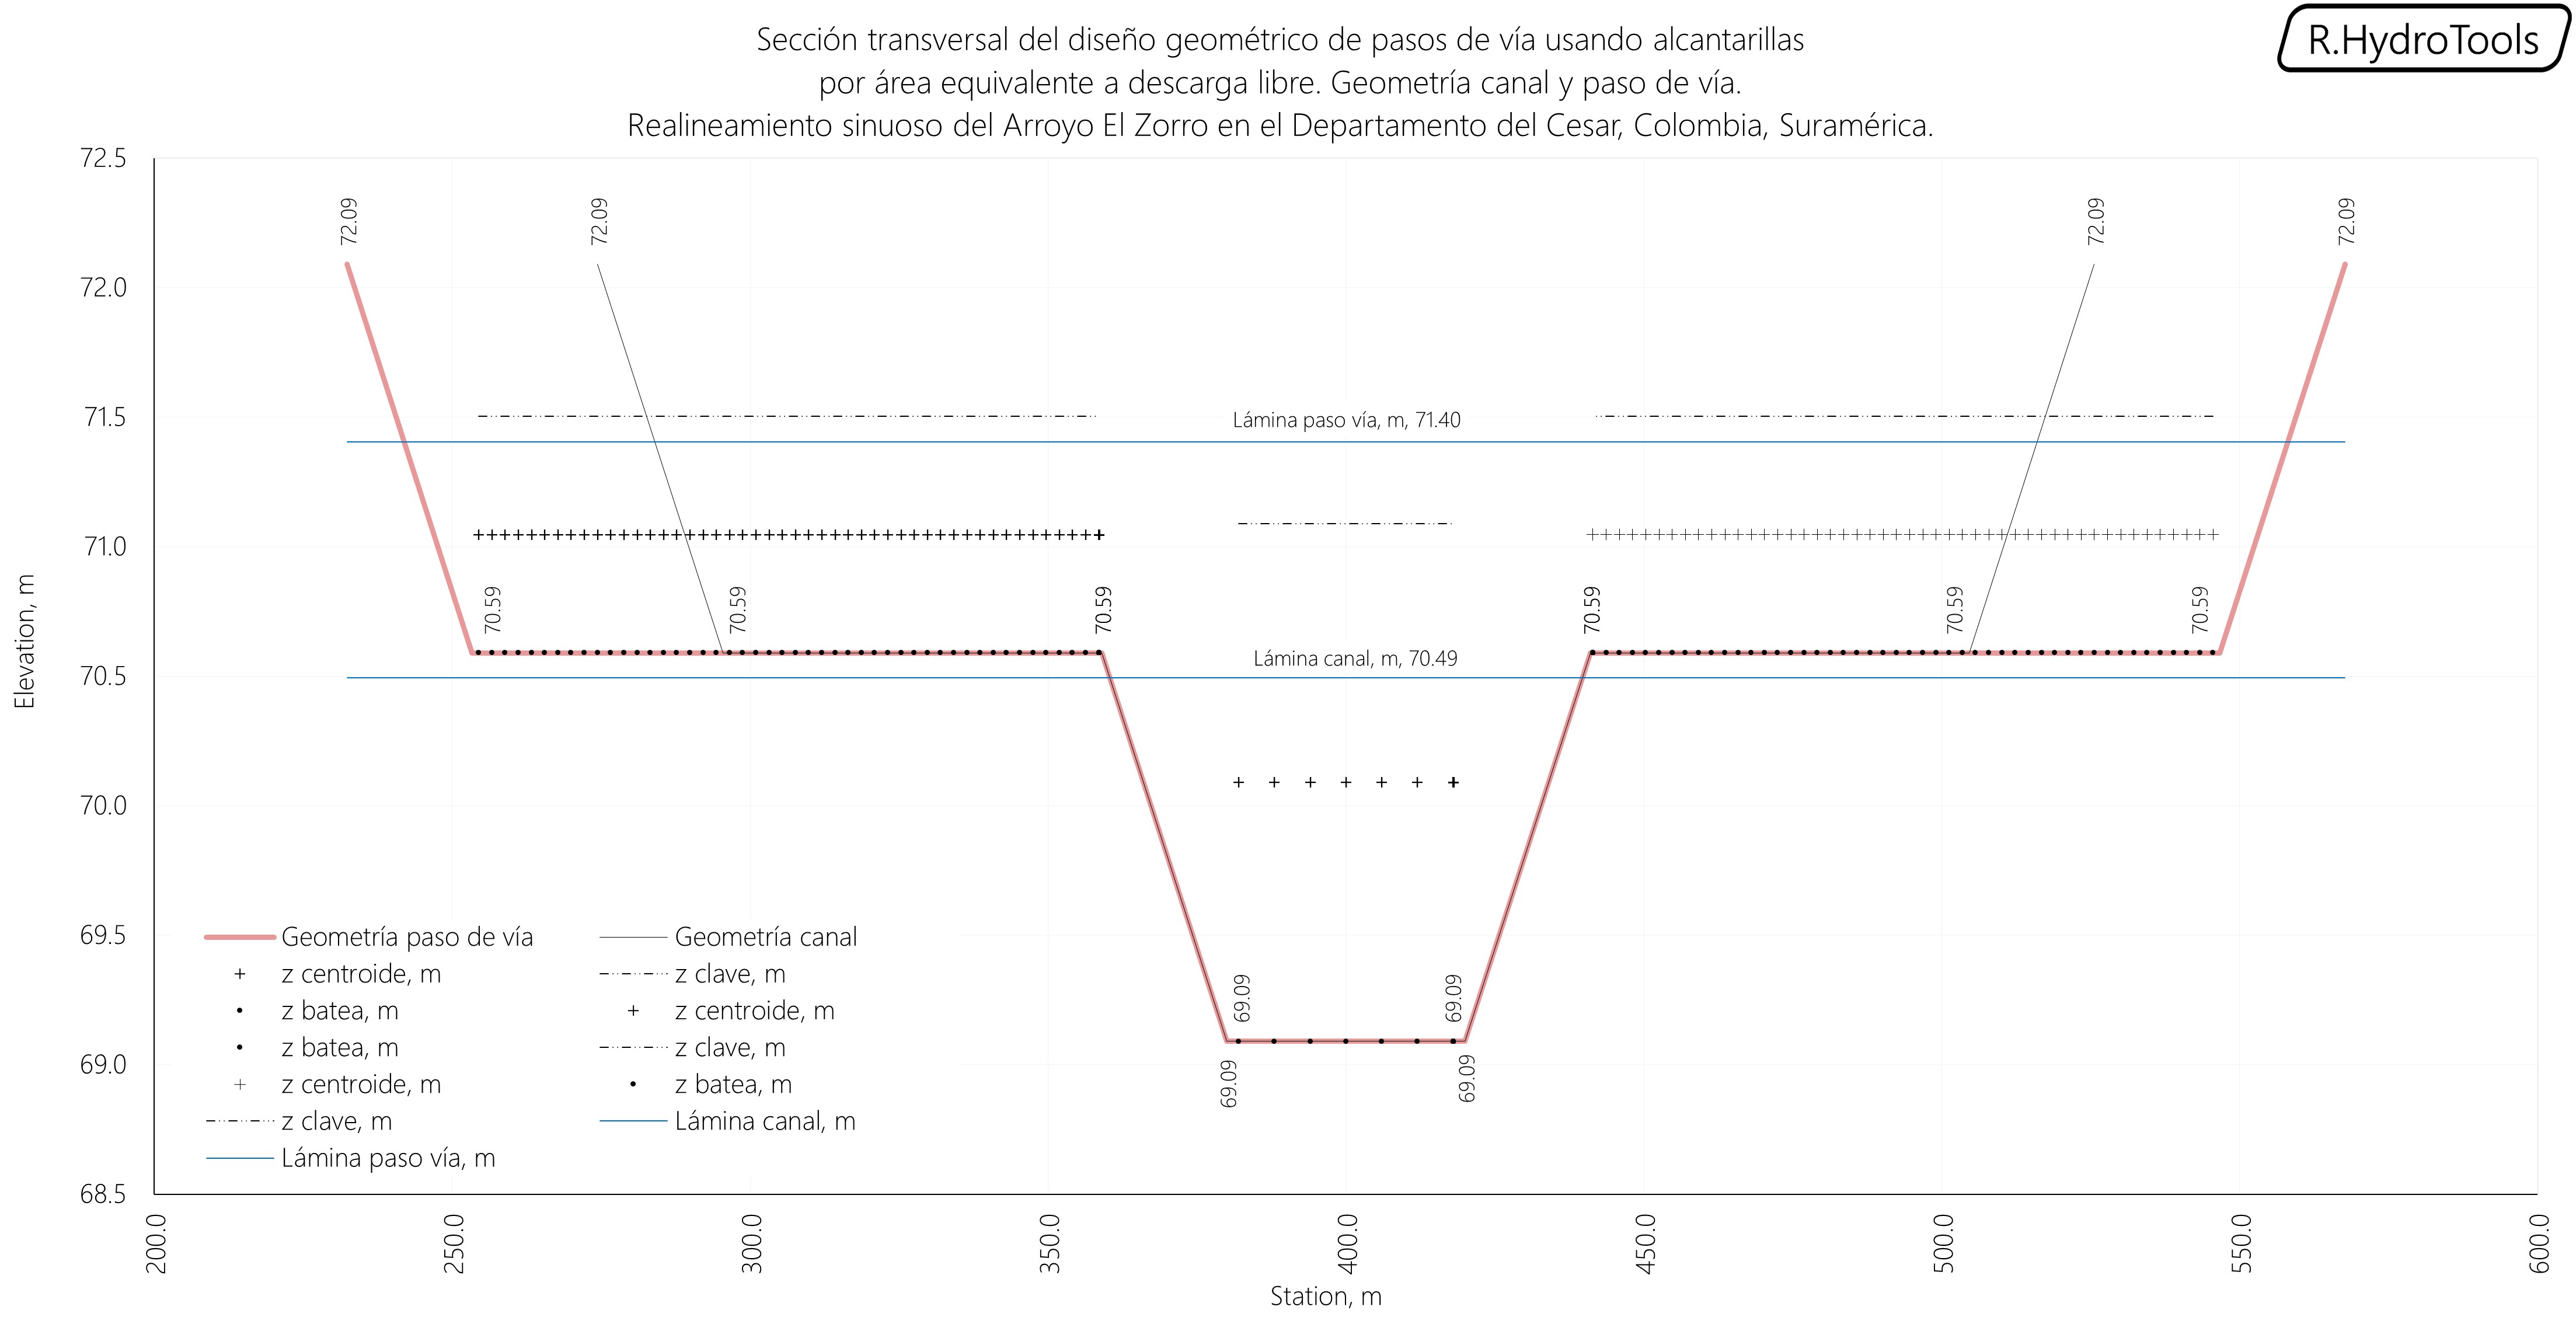 R.HydroTools
Sección transversal del diseño geométrico de pasos de vía usando alcantarillas
por área equivalente a descarga libre. Geometría canal y paso de vía.
Realineamiento sinuoso del Arroyo El Zorro en el Departamento del Cesar, Colombia, Suramérica.
72.5
72.0
71.5
71.0
70.5
70.0
69.5
69.0
68.5
Elevation, m
72.09
72.09
72.09
72.09
Lámina paso vía, m, 71.40
70.59
70.59
70.59
70.59
70.59
70.59
Lámina canal, m, 70.49
69.09
69.09
69.09
69.09
Geometría paso de vía
Geometría canal
z centroide, m
z clave, m
z batea, m
z centroide, m
z batea, m
z clave, m
z centroide, m
z batea, m
z clave, m
Lámina canal, m
Lámina paso vía, m
200.0
250.0
300.0
350.0
400.0
450.0
500.0
550.0
600.0
Station, m